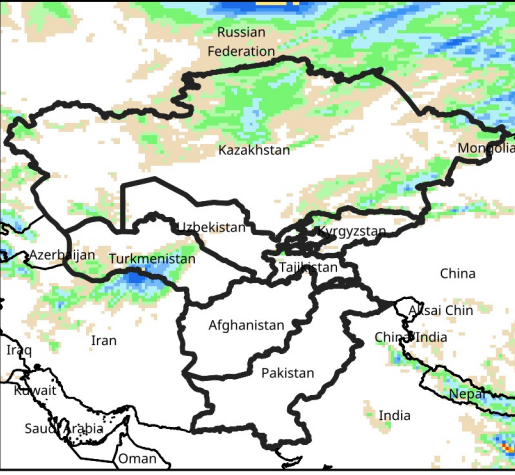 Russian
Federation
Kazakhstan
Mongolia
Uzbekistan
Kyrgyzstan
Azerbaijan
Turkmenistan
Tajikistan
China
Aksai Chin
Afghanistan
China/India
Iran
Iraq
Pakistan
Kuwait
Nepal
India
Saudi Arabia
Oman